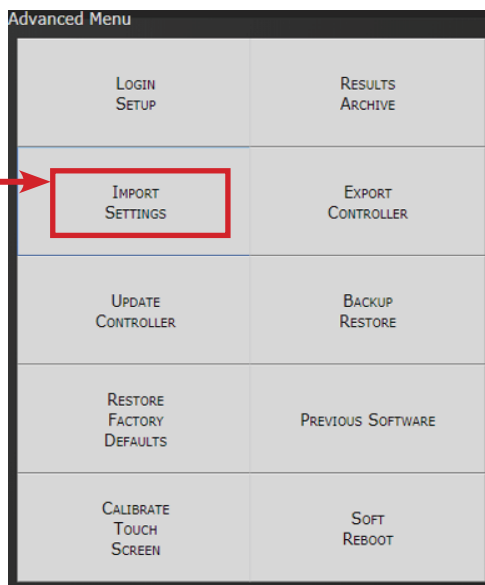 Advanced Menu
LOGIN
SETUP
RESULTS
ARCHIVE
IMPORT
SETTINGS
EXPORT
CONTROLLER
UPDATE
CONTROLLER
BACKUP
RESTORE
RESTORE
FACTORY
DEFAULTS
PREVIOUS SOFTWARE
CALIBRATE
TOUCH
SCREEN
SOFT
REBOOT